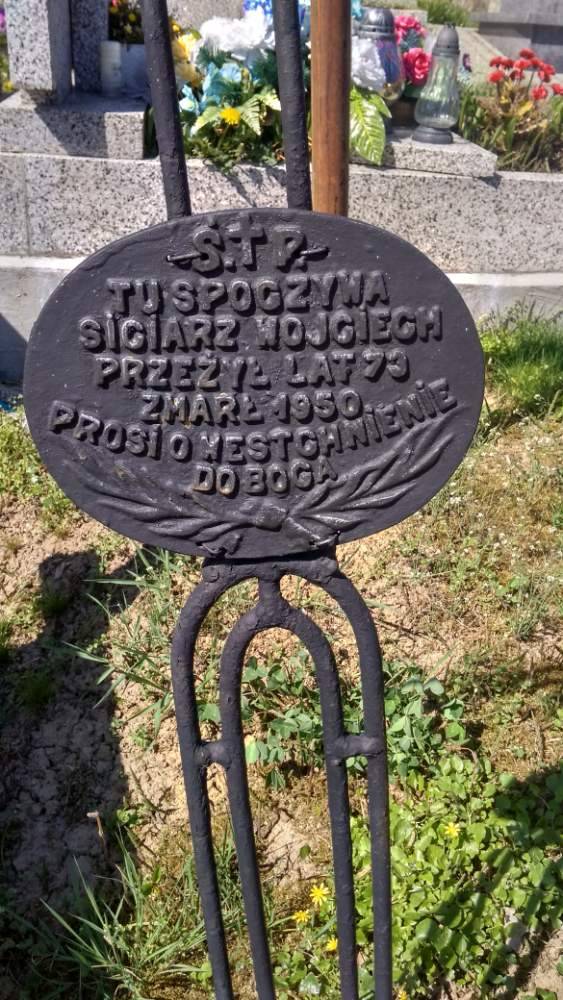 Ś.†P.
TU SPOCZYWA
SICIARZ WOJCIECH
PRZEŻYŁ LAT 79
ZMARŁ 1950
PROSI O WESTCHNIENIE
DO BOGA